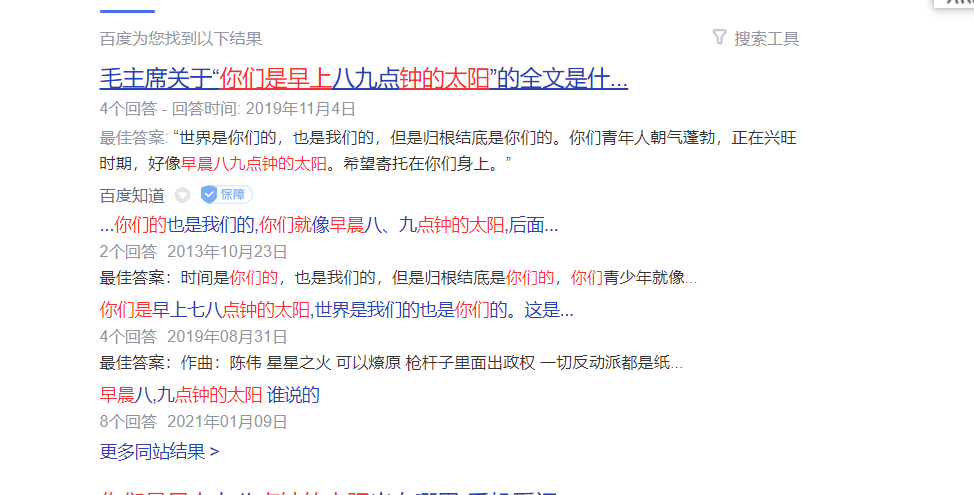 百度为您找到以下结果
搜索工具
毛主席关于“你们是早上八九点钟的太阳”的全文是什...
4个回答 - 回答时间: 2019年11月4日
最佳答案: “世界是你们的，也是我们的，但是归根结底是你们的。你们青年人朝气蓬勃，正在兴旺
时期，好像早晨八九点钟的太阳。希望寄托在你们身上。”
百度知道 保障
...你们的也是我们的,你们就像早晨八、九点钟的太阳,后面...
2个回答 2013年10月23日
最佳答案：时间是你们的，也是我们的，但是归根结底是你们的，你们青少年就像...
你们是早上七八点钟的太阳,世界是我们的也是你们的。这是...
4个回答 2019年08月31日
最佳答案：作曲：陈伟 星星之火 可以燎原 枪杆子里面出政权 一切反动派都是纸...
早晨八,九点钟的太阳 谁说的
8个回答 2021年01月09日
更多同站结果 >